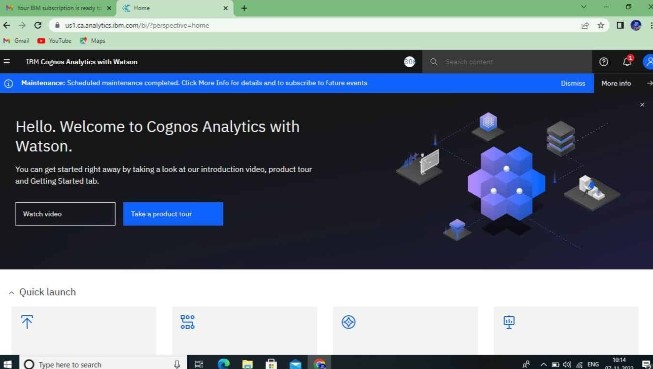 Your IBM subscription is ready to
Home
us1.ca.analytics.ibm.com/bi/?perspective=home
Gmail
YouTube
Maps
IBM Cognos Analytics with Watson
Search content
Maintenance: Scheduled maintenance completed. Click More Info for details and to subscribe to future events
Dismiss
More info
Hello. Welcome to Cognos Analytics with
Watson.
You can get started right away by taking a look at our introduction video, product tour
and Getting Started tab.
Watch video
Take a product tour
Quick launch
Type here to search
ENG
10:14